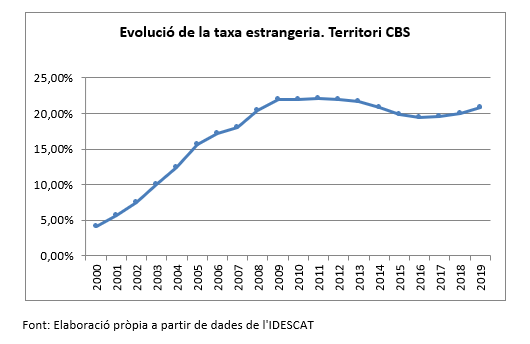 Evolució de la taxa estrangeria. Territori CBS
25,00%
20,00%
15,00%
10,00%
5,00%
0,00%
2000 2001 2002 2003 2004 2005 2006 2007 2008 2009 2010 2011 2012 2013 2014 2015 2016 2017 2018 2019
Font: Elaboració pròpia a partir de dades de l'IDESCAT